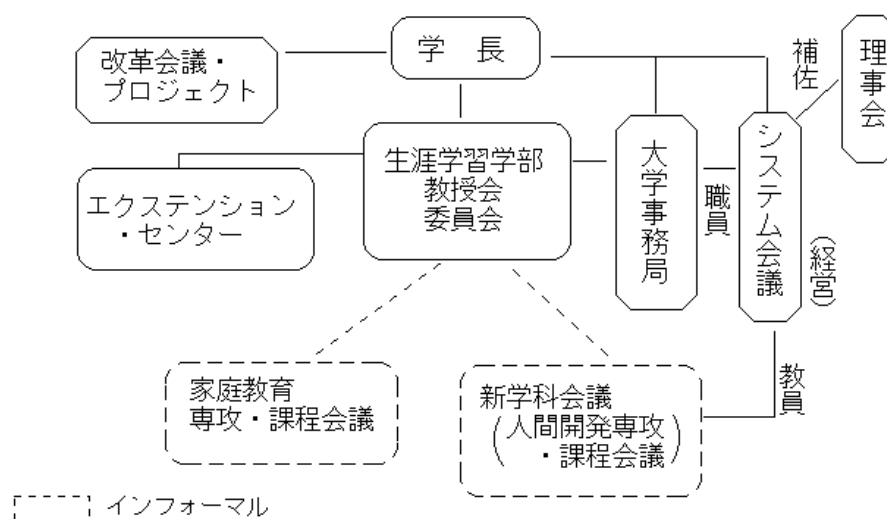 学　長
改革会議・
プロジェクト
補佐
理事会
生涯学習学部
教授会
委員会
大学事務局
職員
システム会議
(経営)
エクステンション
・センター
教員
家庭教育
専攻・課程会議
新学科会議
(人間開発専攻
・課程会議)
インフォーマル